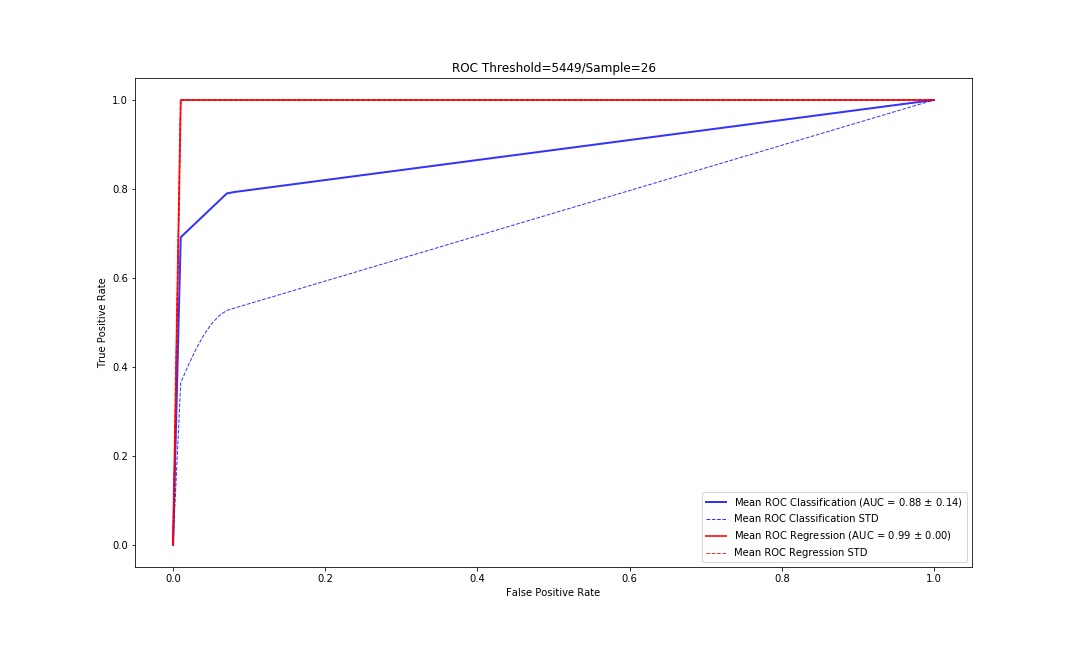 ROC Threshold=5449/Sample=26
1.0
0.8
0.6
0.4
0.2
0.0
True Positive Rate
0.0 0.2 0.4 0.6 0.8 1.0
False Positive Rate
Mean ROC Classification (AUC = 0.88 ± 0.14)
Mean ROC Classification STD
Mean ROC Regression (AUC = 0.99 ± 0.00)
Mean ROC Regression STD